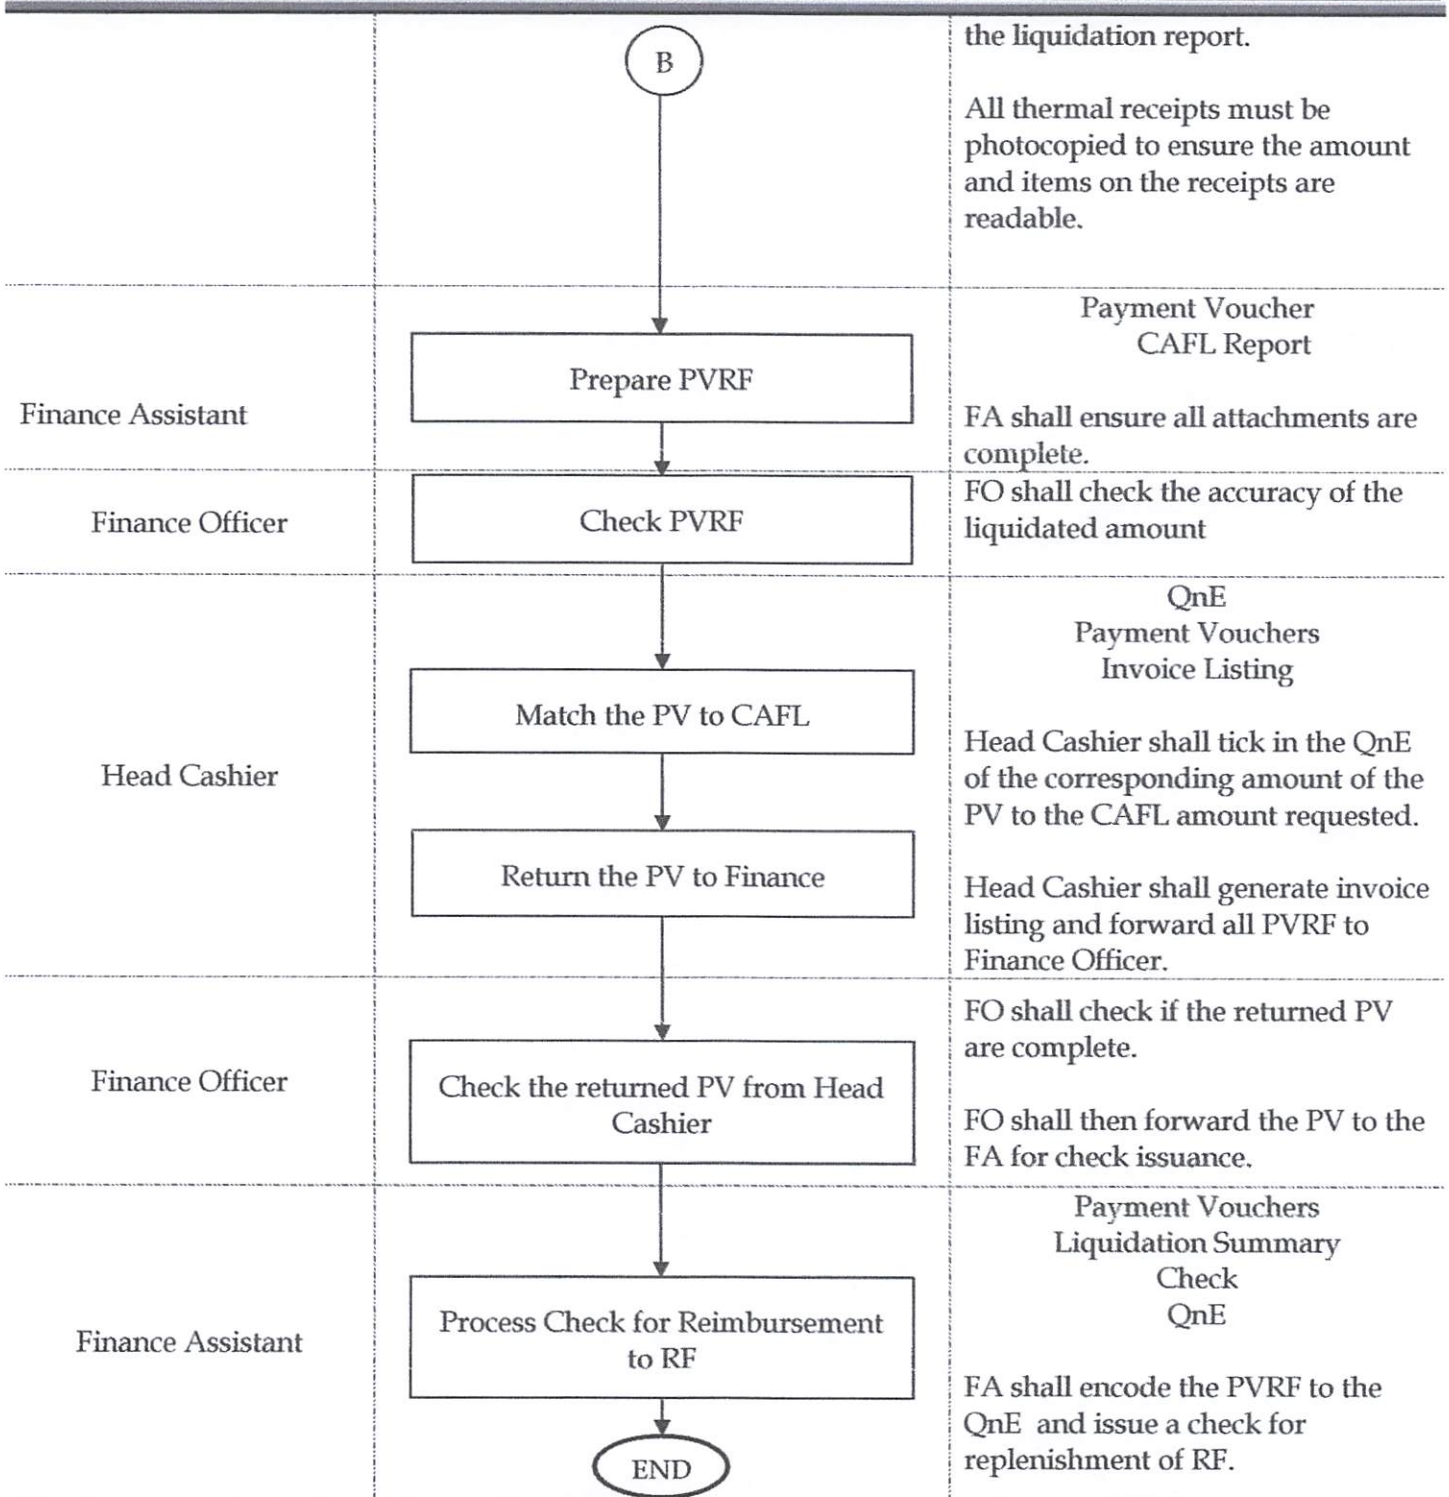 B
the liquidation report.
All thermal receipts must be
photocopied to ensure the amount
and items on the receipts are
readable.
Finance Assistant
Prepare PVRF
Payment Voucher
CAFL Report
FA shall ensure all attachments are
complete.
Finance Officer
Check PVRF
FO shall check the accuracy of the
liquidated amount
Head Cashier
Match the PV to CAFL
Return the PV to Finance
QnE
Payment Vouchers
Invoice Listing
Head Cashier shall tick in the QnE
of the corresponding amount of the
PV to the CAFL amount requested.
Head Cashier shall generate invoice
listing and forward all PVRF to
Finance Officer.
Finance Officer
Check the returned PV from Head
Cashier
FO shall check if the returned PV
are complete.
FO shall then forward the PV to the
FA for check issuance.
Finance Assistant
Process Check for Reimbursement
to RF
END
Payment Vouchers
Liquidation Summary
Check
QnE
FA shall encode the PVRF to the
QnE and issue a check for
replenishment of RF.